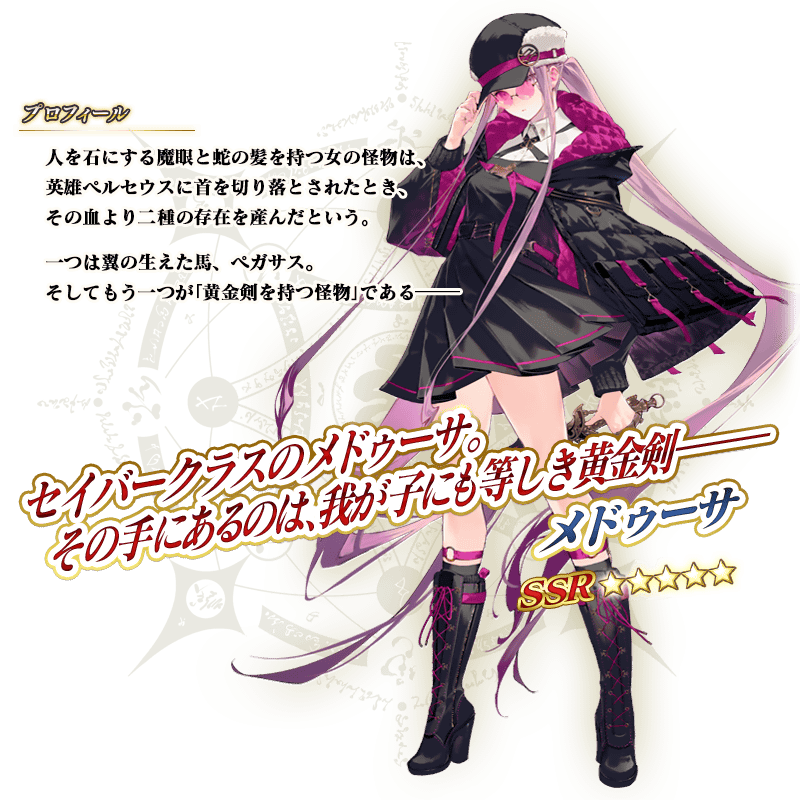 プロフィール
人を石にする魔眼と蛇の髪を持つ女の怪物は、
英雄ペルセウスに首を切り落とされたとき、
その血より二種の存在を産んだという。
一つは翼の生えた馬、ペガサス。
そしてもう一つが「黄金剣を持つ怪物」である――
セイバークラスのメドゥーサ。
その手にあるのは、我が子にも等しき黄金剣――
メドゥーサ
SSR ★★★★★